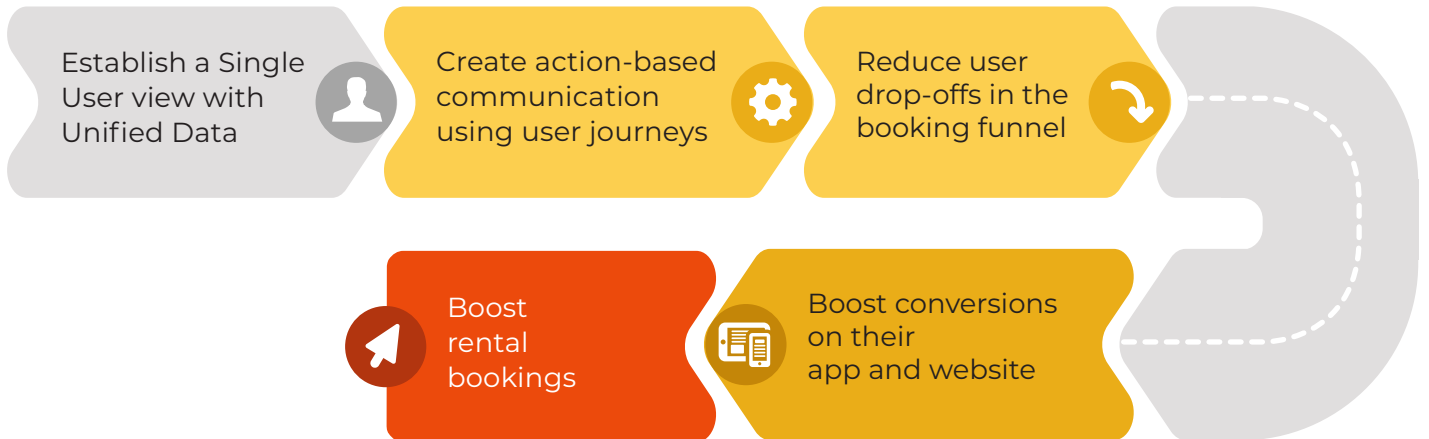 Establish a Single
User view with
Unified Data
Create action-based
communication
using user journeys
Reduce user
drop-offs in the
booking funnel
Boost conversions
on their
app and website
Boost
rental
bookings